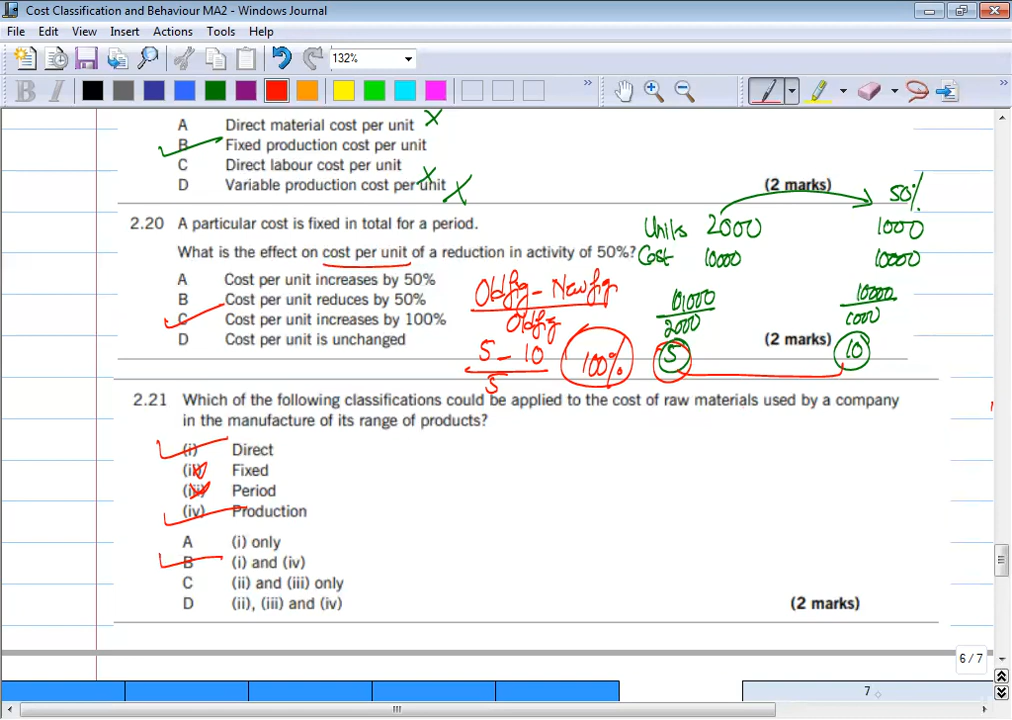 Cost Classification and Behaviour MA2 - Windows Journal
File Edit View Insert Actions Tools Help
132%
B I
A Direct material cost per unit X
B Fixed production cost per unit
C Direct labour cost per unit X
D Variable production cost per unit X
(2 marks)
50%
2.20 A particular cost is fixed in total for a period.
Units 2000 1000
What is the effect on cost per unit of a reduction in activity of 50%?
Cost 10000 10000
A Cost per unit increases by 50%
B Cost per unit reduces by 50%
C Cost per unit increases by 100%
D Cost per unit is unchanged
Old fig - New fig
Old fig
5 - 10
5
100%
10000
2000
5
10000
1000
10
(2 marks)
2.21 Which of the following classifications could be applied to the cost of raw materials used by a company
in the manufacture of its range of products?
(i) Direct
(ii) Fixed
(iii) Period
(iv) Production
A (i) only
B (i) and (iv)
C (ii) and (iii) only
D (ii), (iii) and (iv)
(2 marks)
6 / 7
7